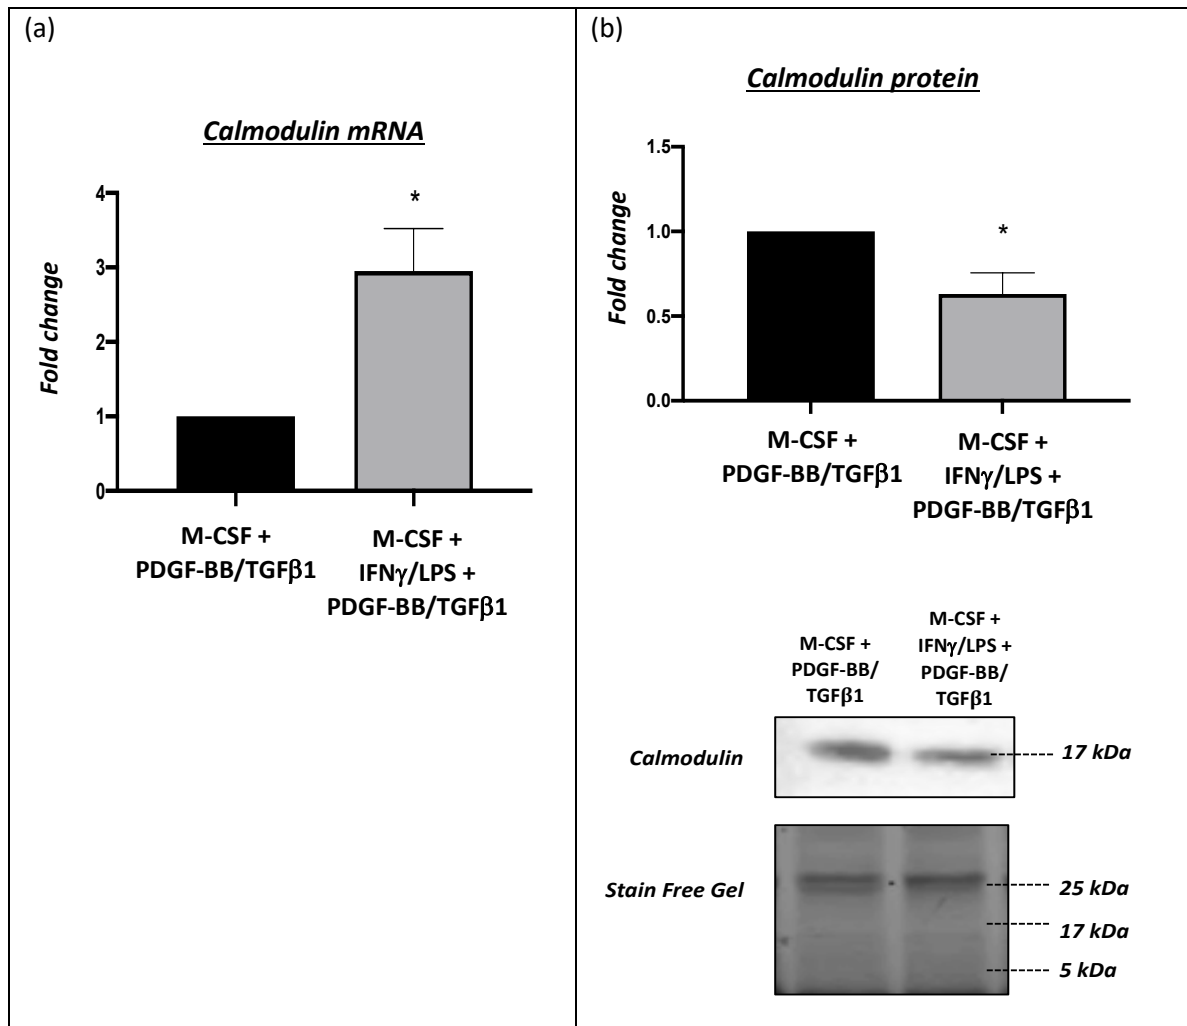 (a)
Calmodulin mRNA
Fold change
4
3
2
1
0
*
M-CSF +
PDGF-BB/TGFβ1
M-CSF +
IFNγ/LPS +
PDGF-BB/TGFβ1
(b)
Calmodulin protein
Fold change
1.5
1.0
0.5
0.0
*
M-CSF +
PDGF-BB/TGFβ1
M-CSF +
IFNγ/LPS +
PDGF-BB/TGFβ1
M-CSF +
PDGF-BB/
TGFβ1
M-CSF +
IFNγ/LPS +
PDGF-BB/
TGFβ1
Calmodulin
17 kDa
Stain Free Gel
25 kDa
17 kDa
5 kDa